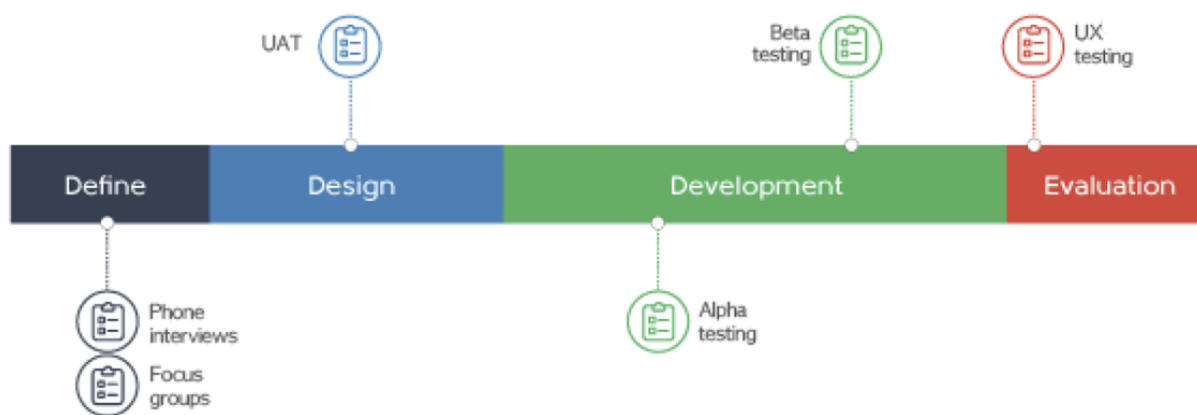 UAT
Beta
testing
UX
testing
Define
Design
Development
Evaluation
Phone
interviews
Focus
groups
Alpha
testing